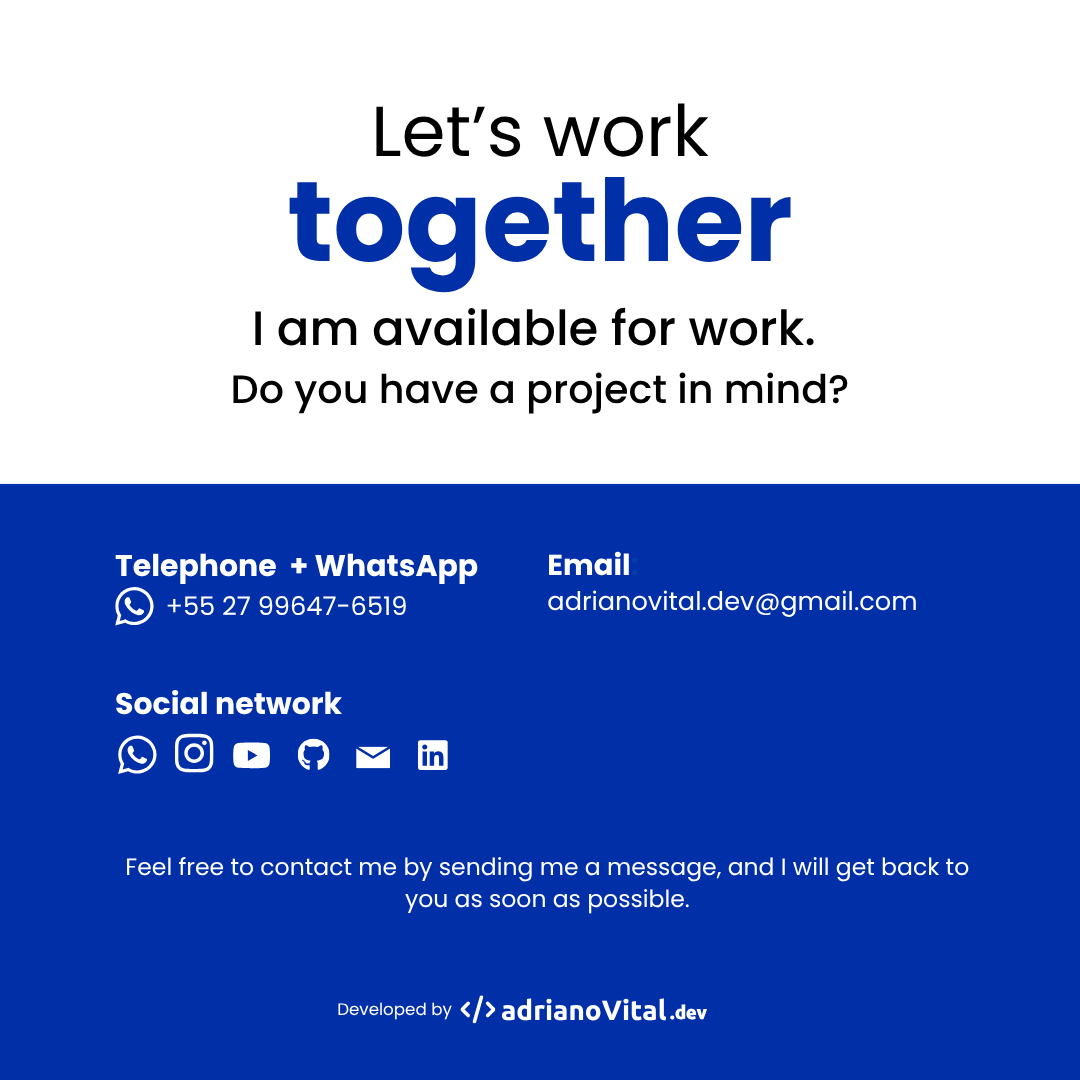 Let’s work
together
I am available for work.
Do you have a project in mind?
Telephone + WhatsApp
+55 27 99647-6519
Email:
adrianovital.dev@gmail.com
Social network
in
Feel free to contact me by sending me a message, and I will get back to
you as soon as possible.
Developed by </> adrianoVital.dev